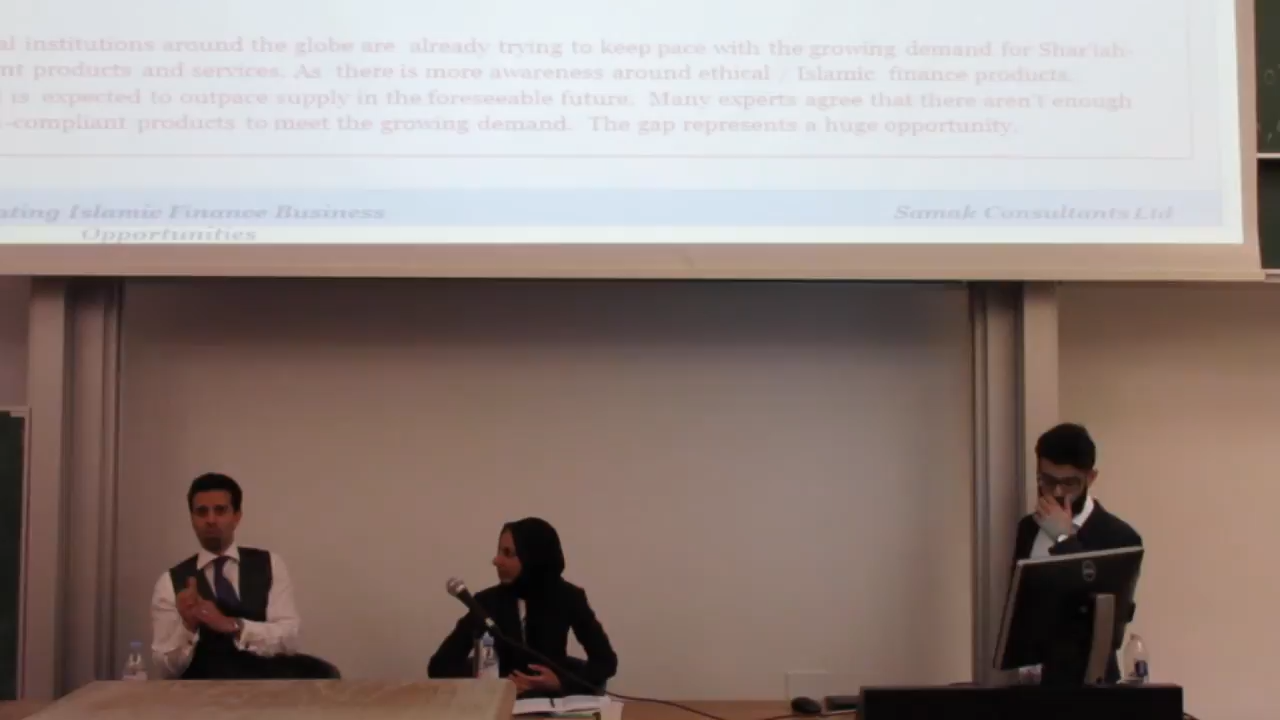 al institutions around the globe are already trying to keep pace with the growing demand for Shar'iah-
nt products and services. As there is more awareness around ethical / Islamic finance products.
is expected to outpace supply in the foreseeable future. Many experts agree that there aren't enough
-compliant products to meet the growing demand. The gap represents a huge opportunity.
ating Islamic Finance Business
Opportunities
Samak Consultants Ltd